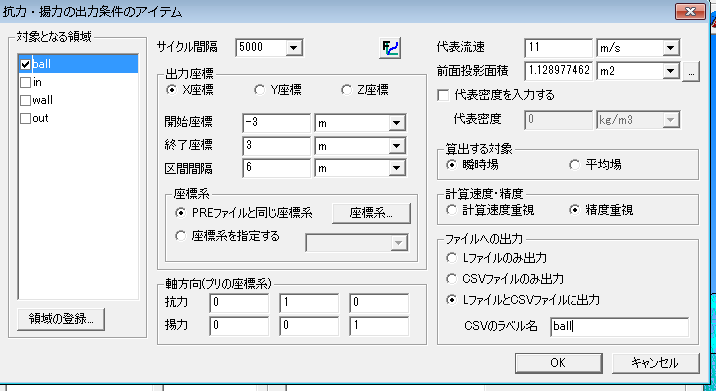 抗力・揚力の出力条件のアイテム
対象となる領域
ball
in
wall
out
領域の登録...
サイクル間隔 5000
出力座標
X座標 Y座標 Z座標
開始座標 -3 m
終了座標 3 m
区間間隔 6 m
座標系
PREファイルと同じ座標系 座標系...
座標系を指定する
軸方向(プリの座標系)
抗力 0 1 0
揚力 0 0 1
代表流速 11 m/s
前面投影面積 1.128977462 m2 ...
代表密度を入力する
代表密度 0 kg/m3
算出する対象
瞬時場 平均場
計算速度・精度
計算速度重視 精度重視
ファイルへの出力
Lファイルのみ出力
CSVファイルのみ出力
LファイルとCSVファイルに出力
CSVのラベル名 ball
OK キャンセル